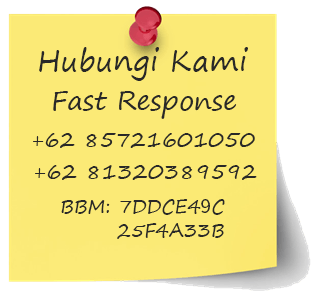 Hubungi Kami
Fast Response
+62 85721601050
+62 81320389592
BBM: 7DDCE49C
25F4A33B